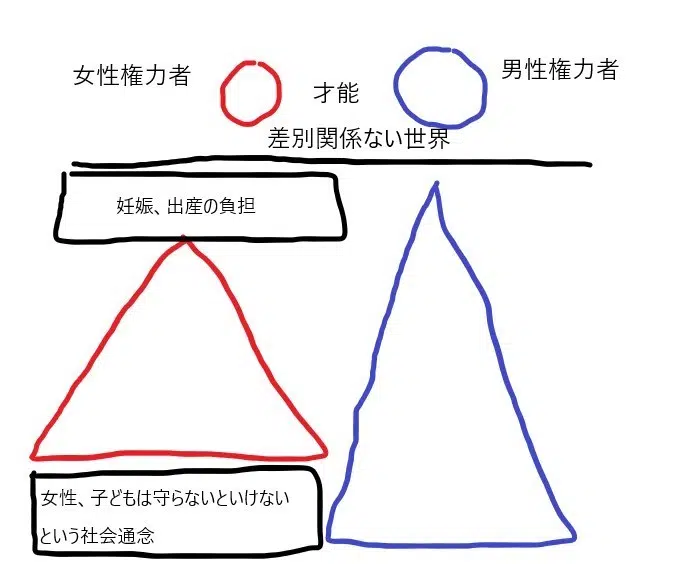 女性権力者
男性権力者
才能
差別関係ない世界
妊娠、出産の負担
女性、子どもは守らないといけない
という社会通念